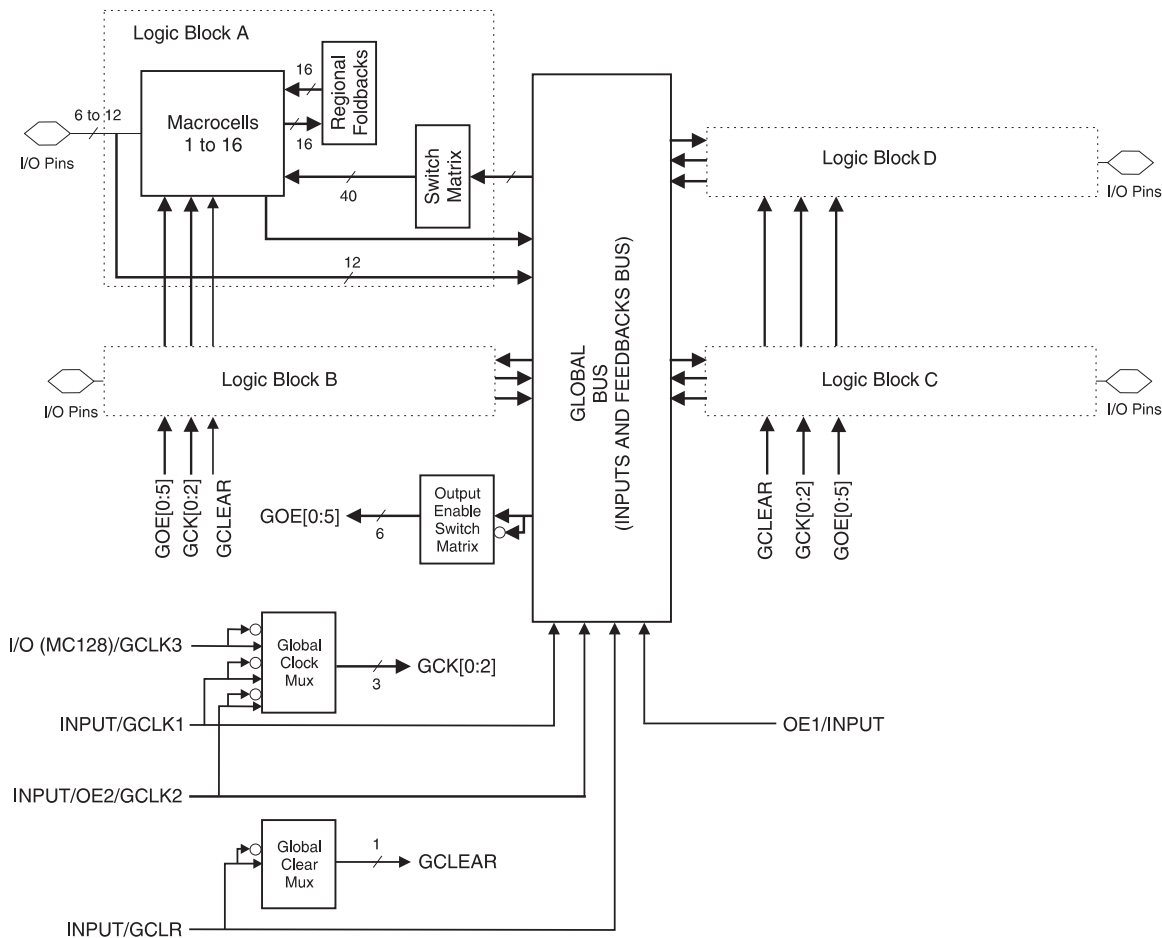 Logic Block A
16
Regional
Foldbacks
6 to 12
Macrocells
1 to 16
16
I/O Pins
Switch
Matrix
40
12
Logic Block D
I/O Pins
GLOBAL
BUS
(INPUTS AND FEEDBACKS BUS)
Logic Block B
I/O Pins
Logic Block C
I/O Pins
GOE[0:5]
GCK[0:2]
GCLEAR
GCLEAR
GCK[0:2]
GOE[0:5]
GOE[0:5]
6
Output
Enable
Switch
Matrix
I/O (MC128)/GCLK3
Global
Clock
Mux
3
GCK[0:2]
INPUT/GCLK1
OE1/INPUT
INPUT/OE2/GCLK2
Global
Clear
Mux
1
GCLEAR
INPUT/GCLR